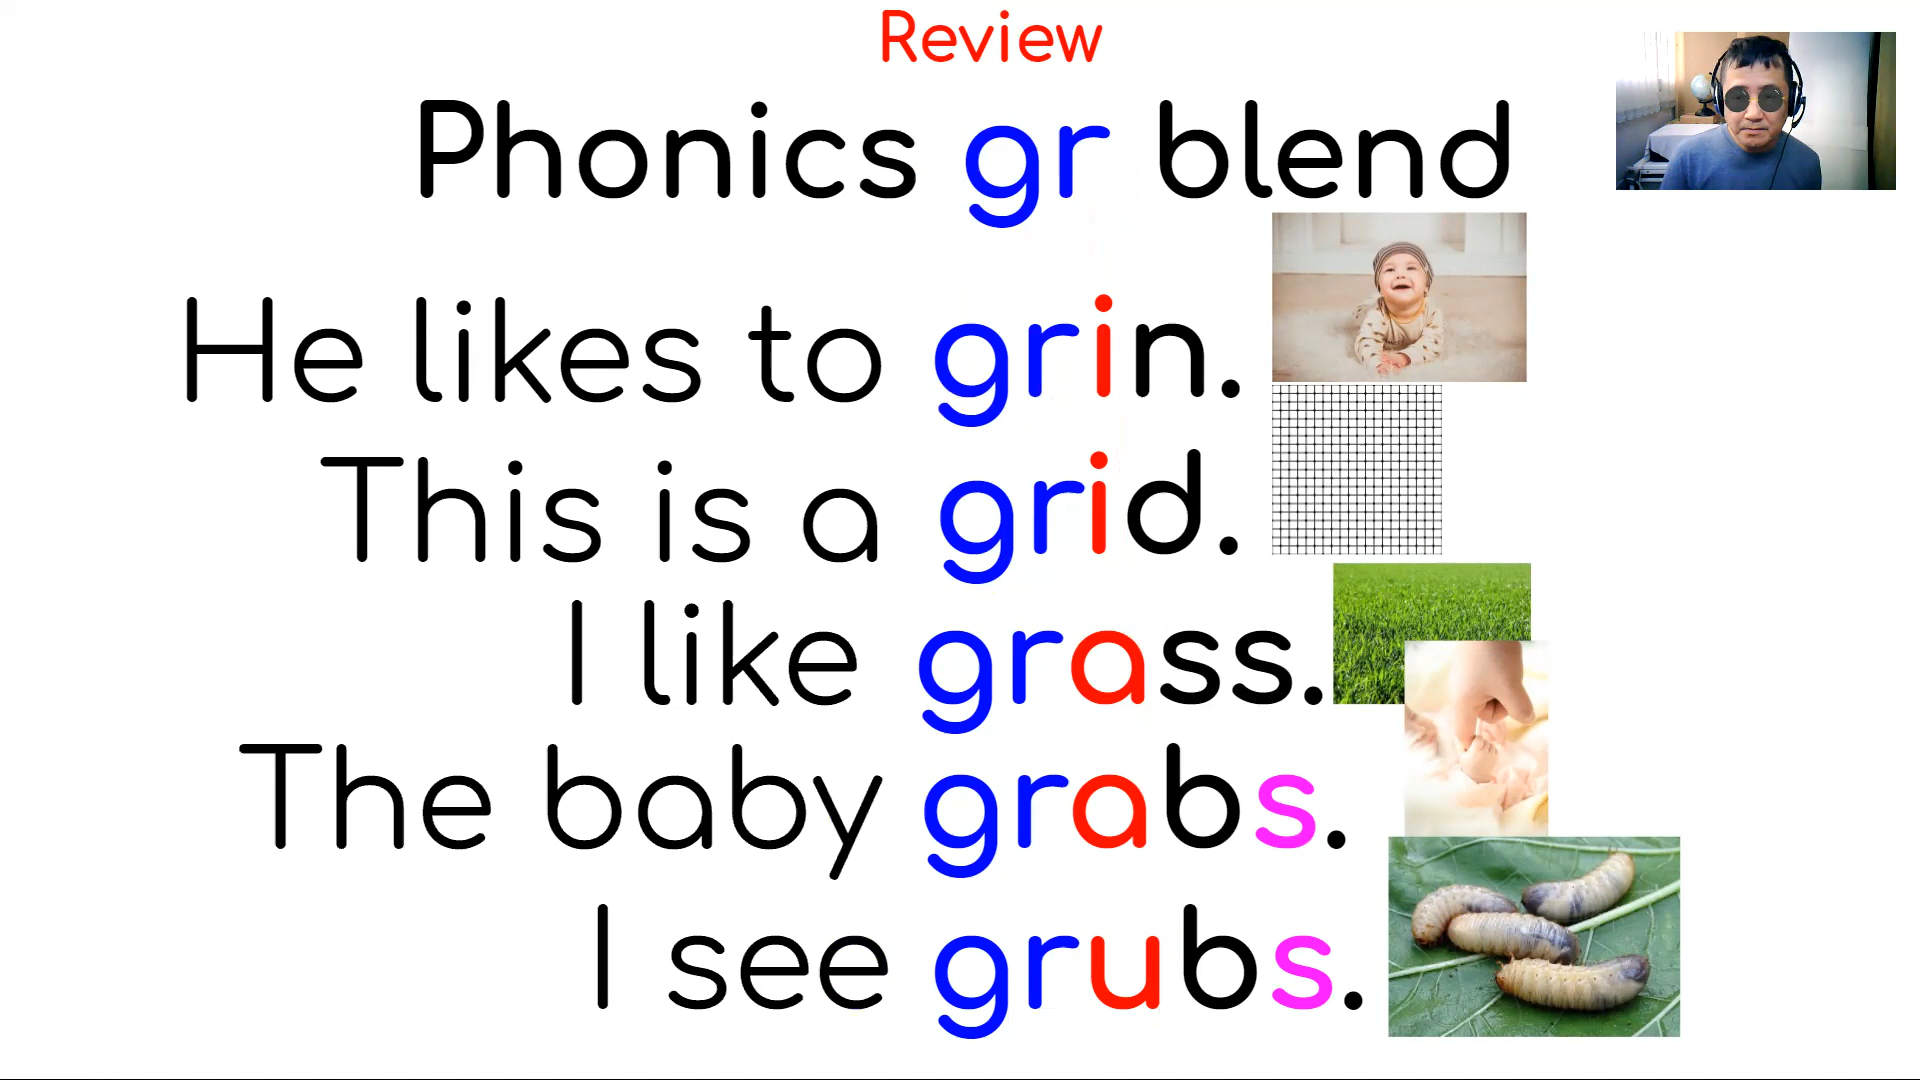 Review
Phonics gr blend
He likes to grin.
This is a grid.
I like grass.
The baby grabs.
I see grubs.